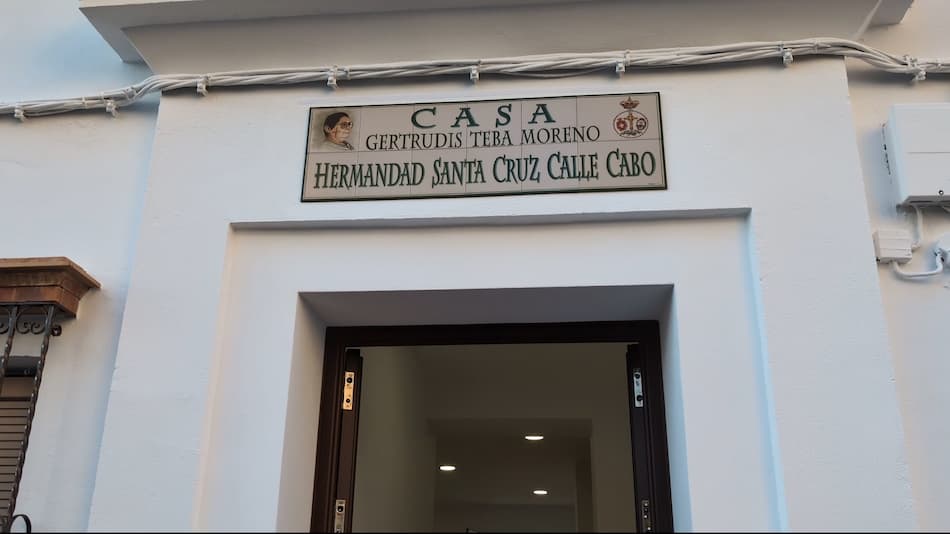 CASA
GERTRUDIS TEBA MORENO
HERMANDAD SANTA CRUZ CALLE CABO